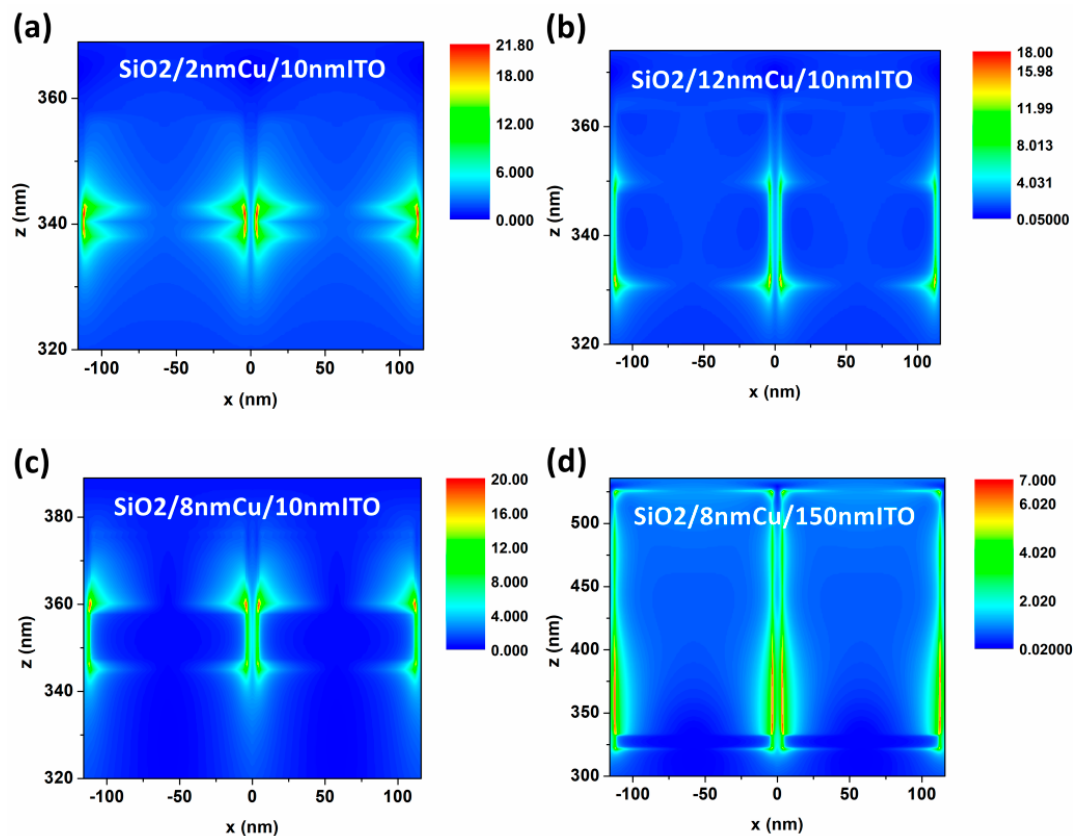 (a)
SiO2/2nmCu/10nmITO
z (nm)
360
340
320
-100 -50 0 50 100
x (nm)
21.80
18.00
12.00
6.000
0.000
(b)
SiO2/12nmCu/10nmITO
z (nm)
360
340
320
-100 -50 0 50 100
x (nm)
18.00
15.98
11.99
8.013
4.031
0.05000
(c)
SiO2/8nmCu/10nmITO
z (nm)
380
360
340
320
-100 -50 0 50 100
x (nm)
20.00
16.00
12.00
8.000
4.000
0.000
(d)
SiO2/8nmCu/150nmITO
z (nm)
500
450
400
350
300
-100 -50 0 50 100
x (nm)
7.000
6.020
4.020
2.020
0.02000